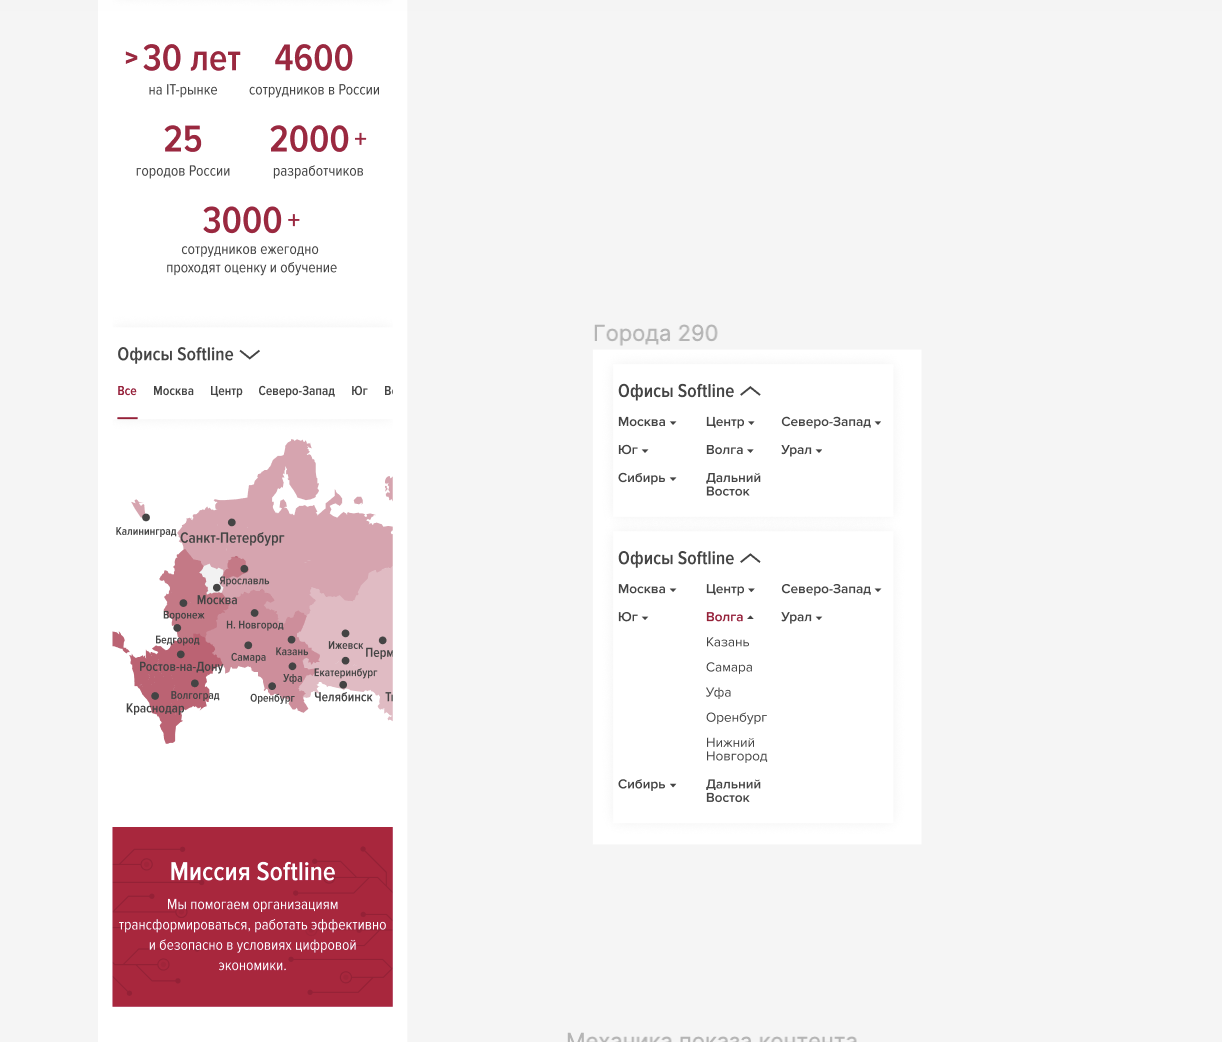 > 30 лет
на IT-рынке
4600
сотрудников в России
25
городов России
2000 +
разработчиков
3000 +
сотрудников ежегодно
проходят оценку и обучение
Офисы Softline
Все Москва Центр Северо-Запад Юг
Калининград
Санкт-Петербург
Ярославль
Москва
Воронеж
Н. Новгород
Бедгород
Ижевск
Казань
Перм
Самара
Ростов-на-Дону
Екатеринбург
Уфа
Волгоград
Оренбург
Челябинск
Краснодар
Миссия Softline
Мы помогаем организациям
трансформироваться, работать эффективно
и безопасно в условиях цифровой
экономики.
Города 290
Офисы Softline
Москва Центр Северо-Запад
Юг Волга Урал
Сибирь Дальний
Восток
Офисы Softline
Москва Центр Северо-Запад
Юг Волга Урал
Казань
Самара
Уфа
Оренбург
Нижний
Новгород
Сибирь Дальний
Восток
Механика показа контента